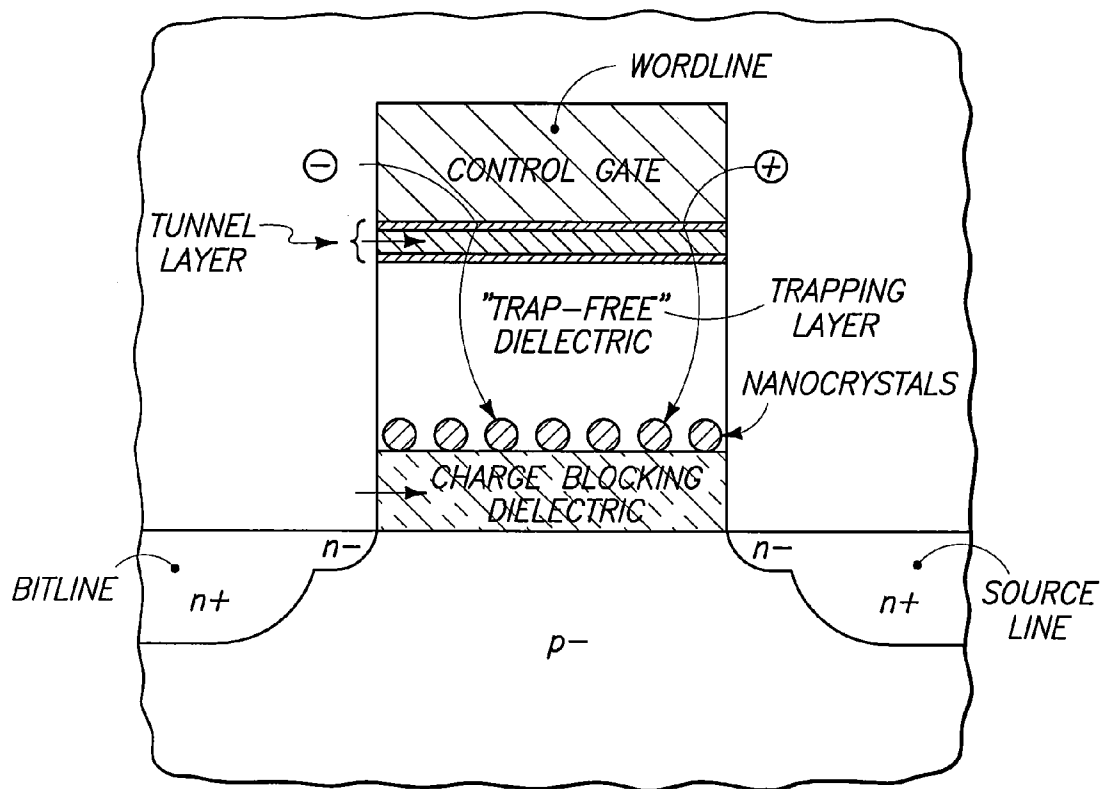 WORDLINE
⊖
CONTROL GATE
⊕
TUNNEL
LAYER
"TRAP-FREE"
DIELECTRIC
TRAPPING
LAYER
NANOCRYSTALS
CHARGE BLOCKING
DIELECTRIC
n-
n-
BITLINE
n+
n+
SOURCE
LINE
p-